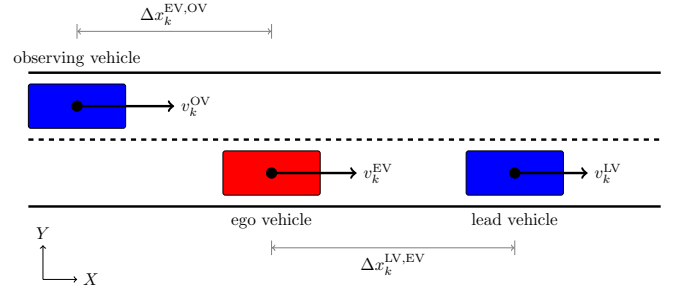 Δx_k^EV,OV
observing vehicle
v_k^OV
v_k^EV
v_k^LV
ego vehicle
lead vehicle
Y
X
Δx_k^LV,EV